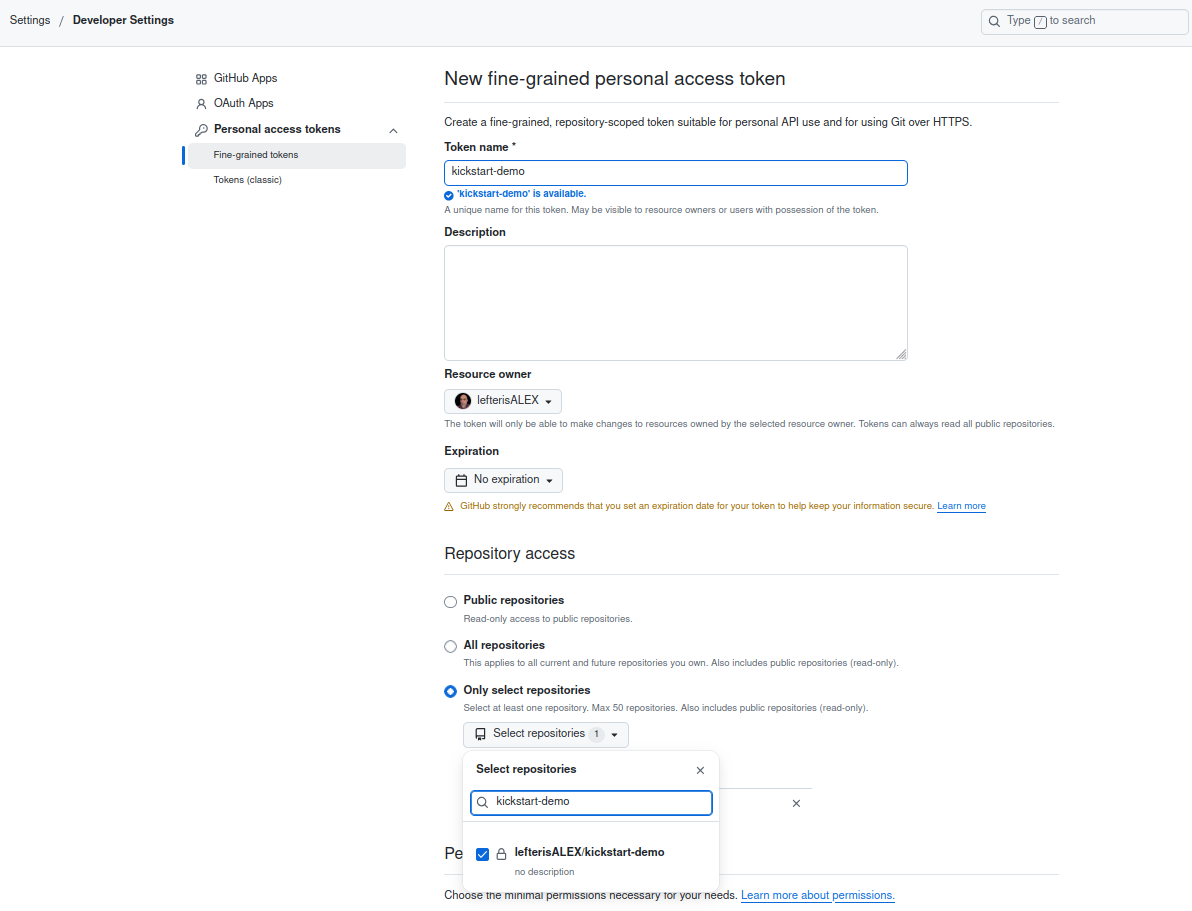 Settings / Developer Settings
Type / to search
GitHub Apps
OAuth Apps
Personal access tokens
Fine-grained tokens
Tokens (classic)
New fine-grained personal access token
Create a fine-grained, repository-scoped token suitable for personal API use and for using Git over HTTPS.
Token name *
kickstart-demo
'kickstart-demo' is available.
A unique name for this token. May be visible to resource owners or users with possession of the token.
Description
Resource owner
lefterisALEX
The token will only be able to make changes to resources owned by the selected resource owner. Tokens can always read all public repositories.
Expiration
No expiration
GitHub strongly recommends that you set an expiration date for your token to help keep your information secure. Learn more
Repository access
Public repositories
Read-only access to public repositories.
All repositories
This applies to all current and future repositories you own. Also includes public repositories (read-only).
Only select repositories
Select at least one repository. Max 50 repositories. Also includes public repositories (read-only).
Select repositories 1
Select repositories
kickstart-demo
lefterisALEX/kickstart-demo
no description
Pe
Choose the minimal permissions necessary for your needs. Learn more about permissions.